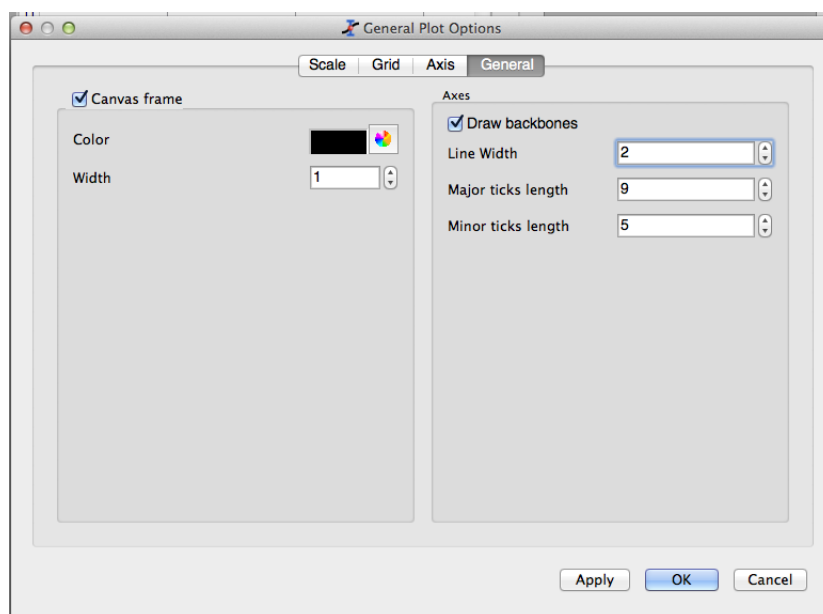 General Plot Options
Scale Grid Axis General
Canvas frame
Color
Width 1
Axes
Draw backbones
Line Width 2
Major ticks length 9
Minor ticks length 5
Apply OK Cancel